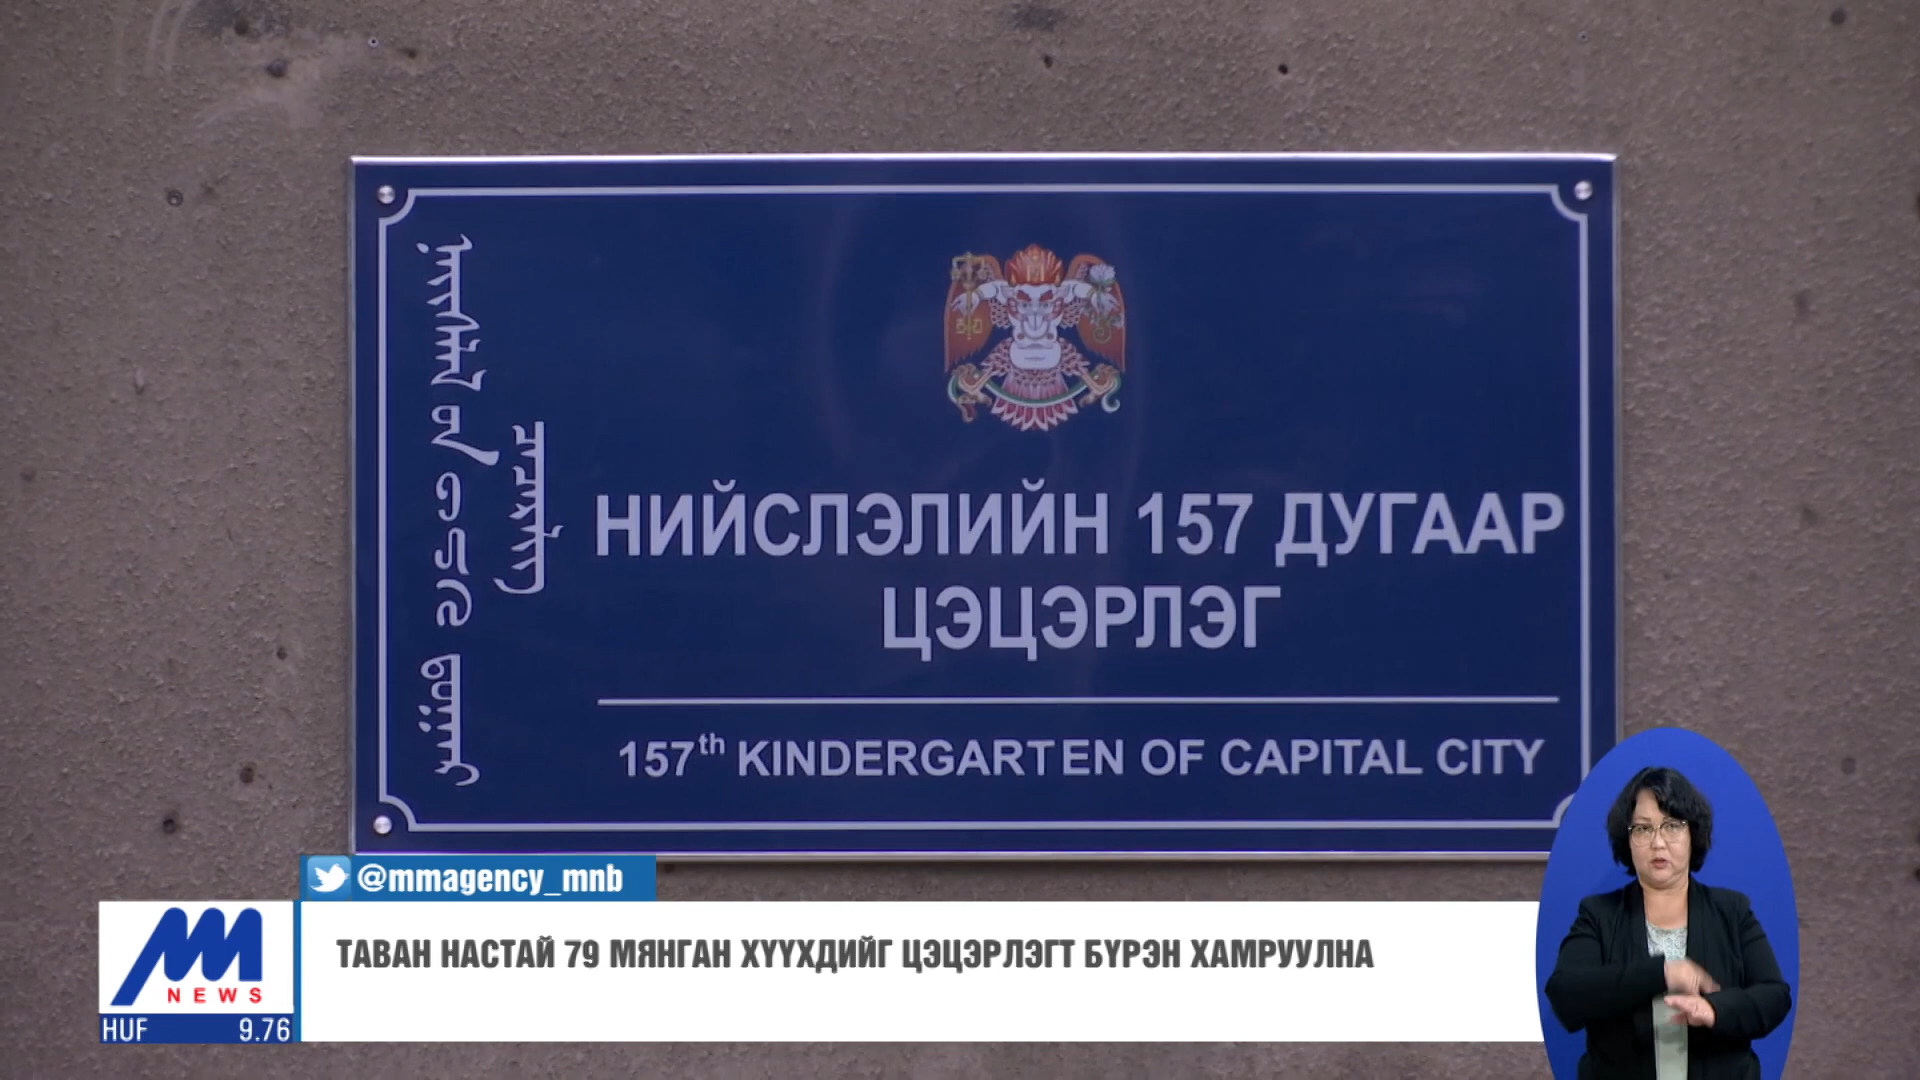 НИЙСЛЭЛИЙН 157 ДУГААР
ЦЭЦЭРЛЭГ
157th KINDERGARTEN OF CAPITAL CITY
@mmagency_mnb
ТАВАН НАСТАЙ 79 МЯНГАН ХҮҮХДИЙГ ЦЭЦЭРЛЭГТ БҮРЭН ХАМРУУЛНА
MM
NEWS
HUF 9.76